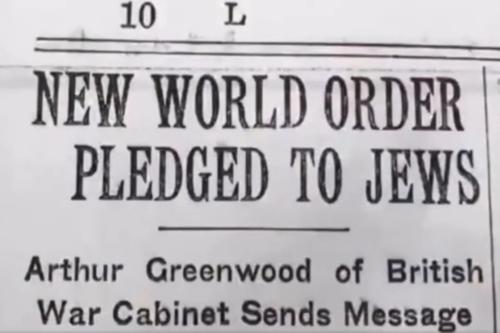 10 L
NEW WORLD ORDER
PLEDGED TO JEWS
Arthur Greenwood of British
War Cabinet Sends Message